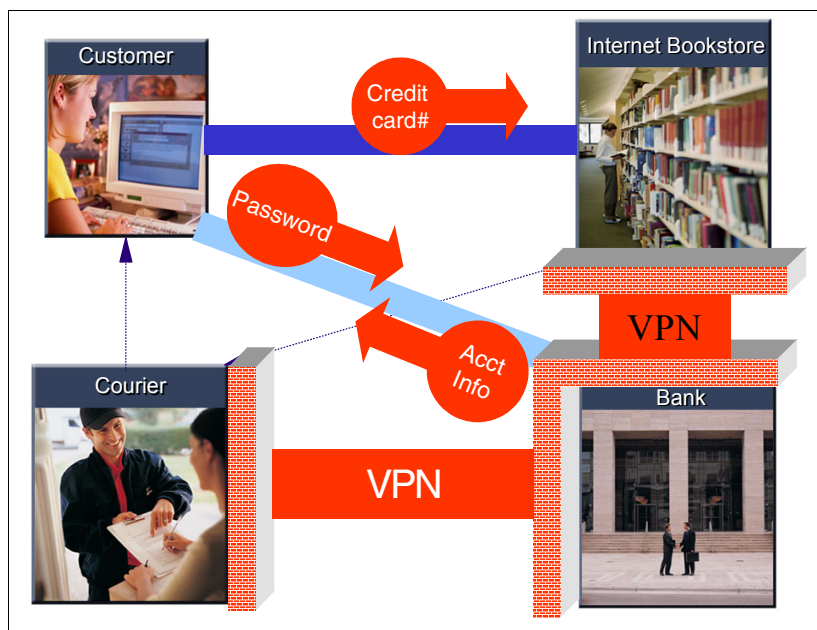 Customer
Internet Bookstore
Credit
card#
Password
VPN
Acct
Info
Courier
Bank
VPN